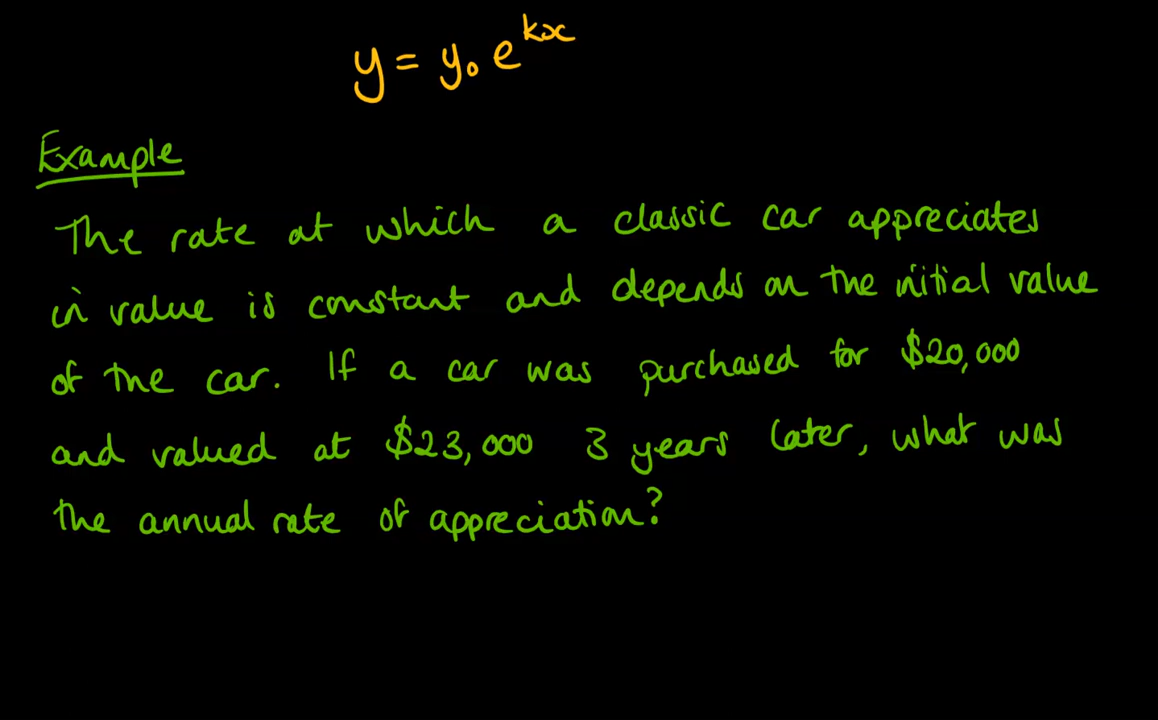 y = y₀ e^{kx}
Example
The rate at which a classic car appreciates
in value is constant and depends on the initial value
of the car. If a car was purchased for $20,000
and valued at $23,000 3 years later, what was
the annual rate of appreciation?